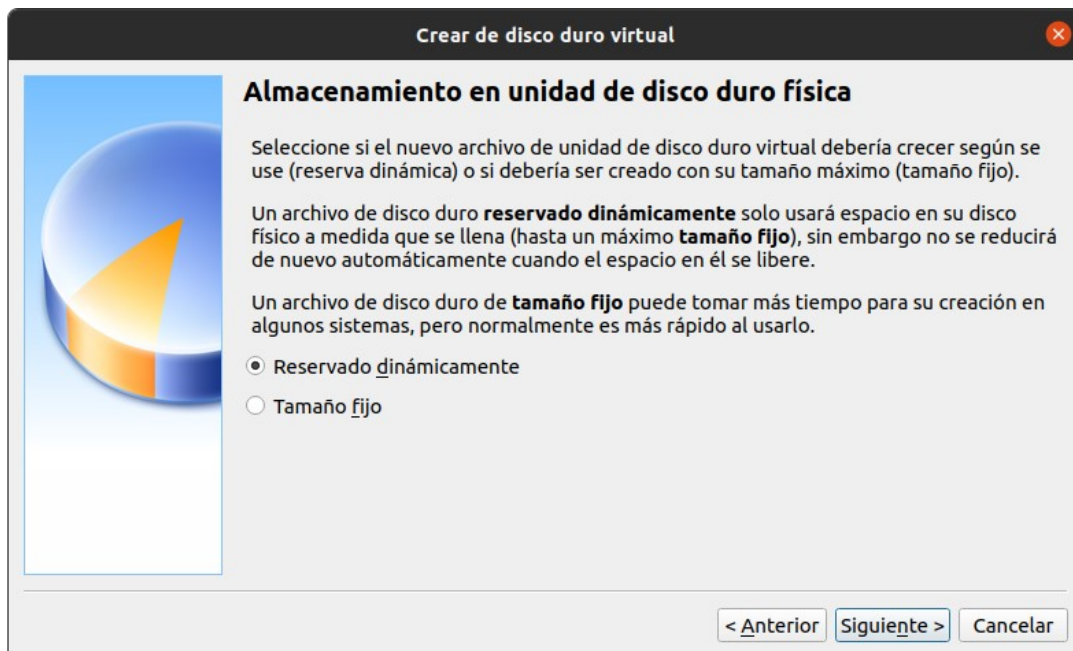 Crear de disco duro virtual
Almacenamiento en unidad de disco duro física
Seleccione si el nuevo archivo de unidad de disco duro virtual debería crecer según se
use (reserva dinámica) o si debería ser creado con su tamaño máximo (tamaño fijo).
Un archivo de disco duro reservado dinámicamente solo usará espacio en su disco
físico a medida que se llena (hasta un máximo tamaño fijo), sin embargo no se reducirá
de nuevo automáticamente cuando el espacio en él se libere.
Un archivo de disco duro de tamaño fijo puede tomar más tiempo para su creación en
algunos sistemas, pero normalmente es más rápido al usarlo.
Reservado dinámicamente
Tamaño fijo
< Anterior Siguiente > Cancelar